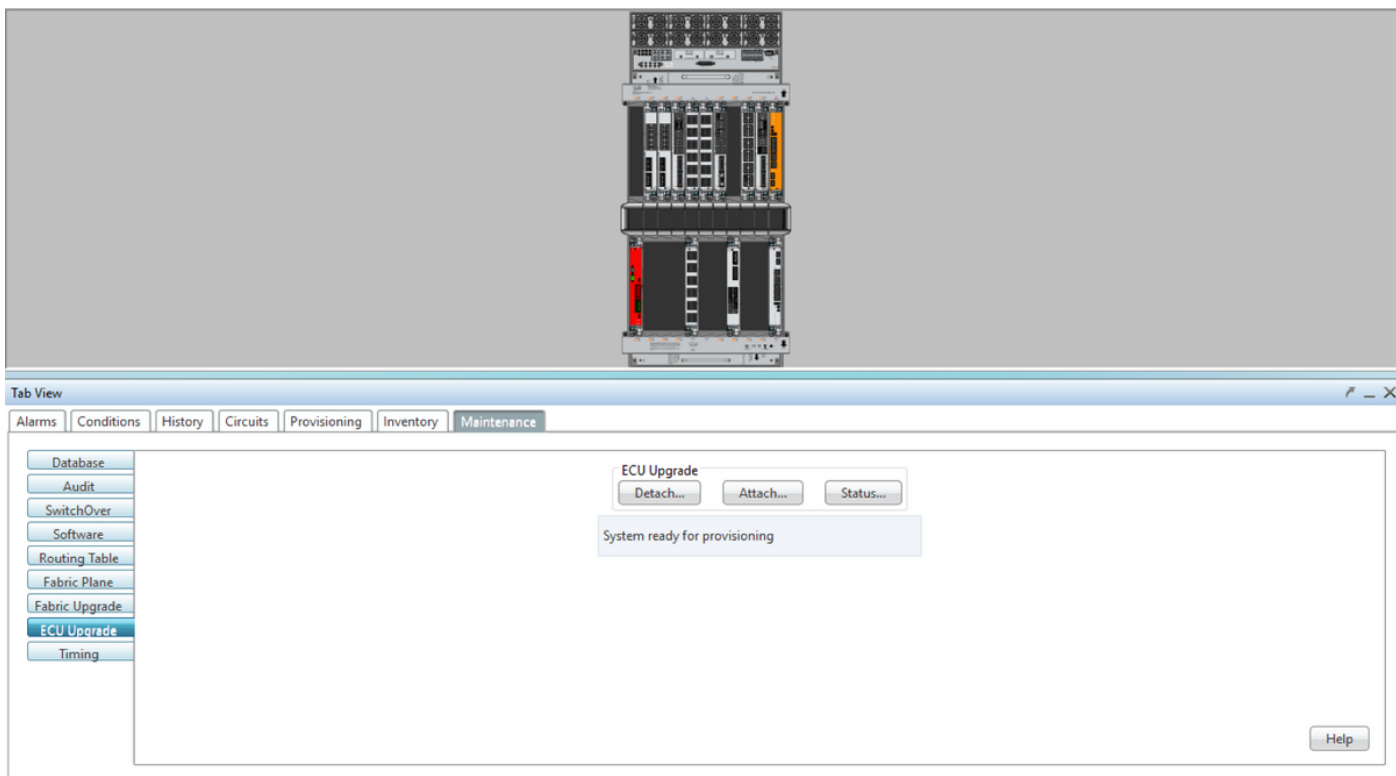 Tab View
Alarms Conditions History Circuits Provisioning Inventory Maintenance
Database
Audit
SwitchOver
Software
Routing Table
Fabric Plane
Fabric Upgrade
ECU Upgrade
Timing
ECU Upgrade
Detach... Attach... Status...
System ready for provisioning
Help